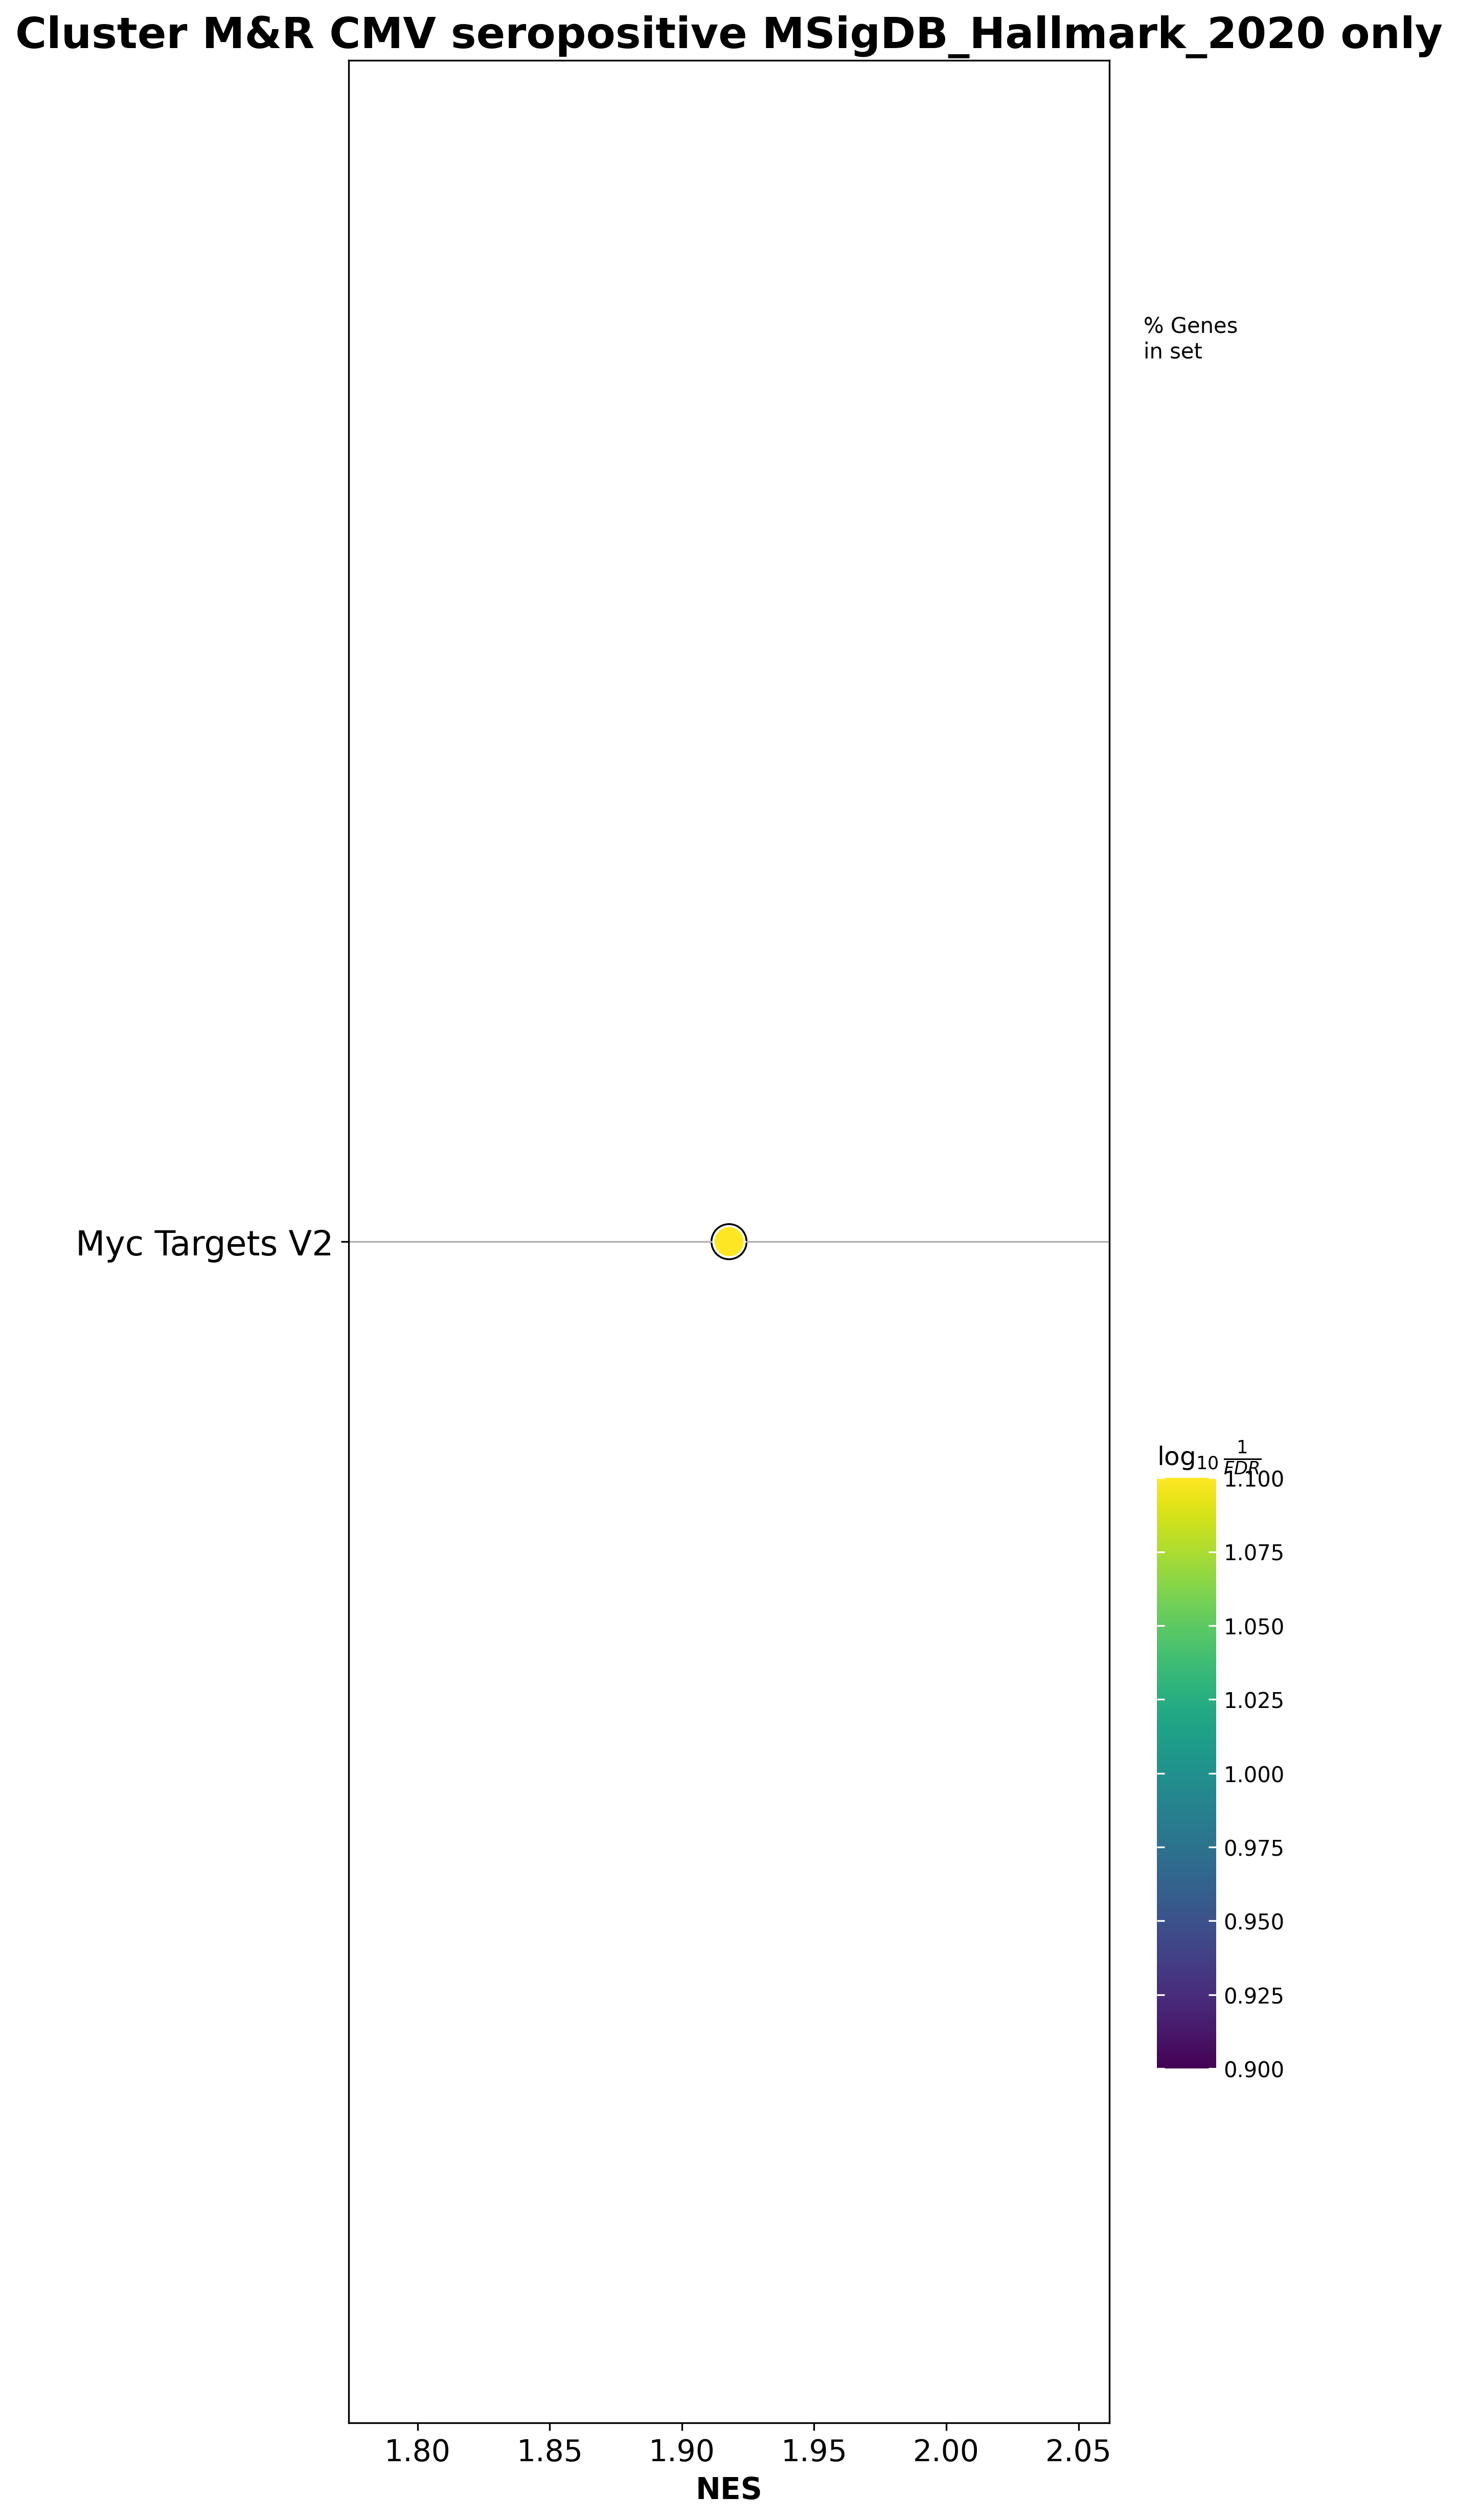 Cluster M&R CMV seropositive MSigDB_Hallmark_2020 only
% Genes
in set
Myc Targets V2
log10 1/FDR
1.100
1.075
1.050
1.025
1.000
0.975
0.950
0.925
0.900
1.80 1.85 1.90 1.95 2.00 2.05
NES